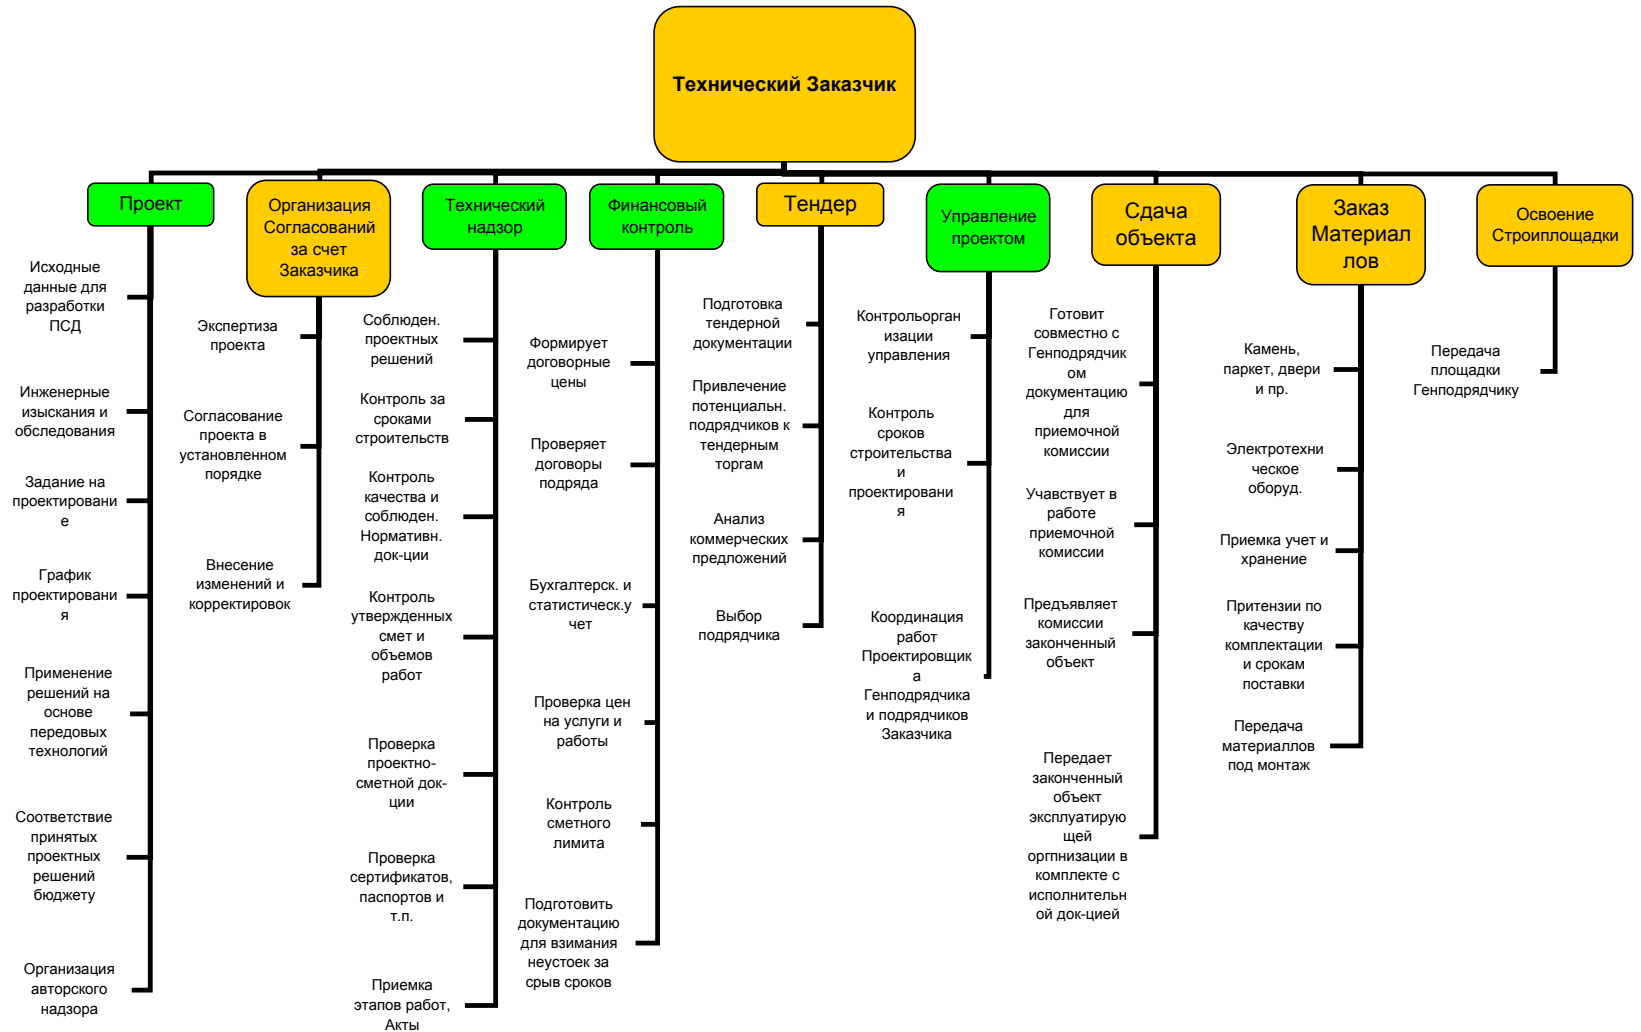 Технический Заказчик
Проект
Исходные
данные для
разработки
ПСД
Инженерные
изыскания и
обследования
Задание на
проектировани
е
График
проектировани
я
Применение
решений на
основе
передовых
технологий
Соответствие
принятых
проектных
решений
бюджету
Организация
авторского
надзора
Организация
Согласований
за счет
Заказчика
Экспертиза
проекта
Согласование
проекта в
установленном
порядке
Внесение
изменений и
корректировок
Технический
надзор
Соблюден.
проектных
решений
Контроль за
сроками
строительств
Контроль
качества и
соблюден.
Нормативн.
док-ции
Контроль
утвержденных
смет и
объемов
работ
Проверка
проектно-
сметной док-
ции
Проверка
сертификатов,
паспортов и
т.п.
Приемка
этапов работ,
Акты
Финансовый
контроль
Формирует
договорные
цены
Проверяет
договоры
подряда
Бухгалтерск. и
статистическ.у
чет
Проверка цен
на услуги и
работы
Контроль
сметного
лимита
Подготовить
документацию
для взимания
неустоек за
срыв сроков
Тендер
Подготовка
тендерной
документации
Привлечение
потенциальн.
подрядчиков к
тендерным
торгам
Анализ
коммерческих
предложений
Выбор
подрядчика
Управление
проектом
Контрольорган
изации
управления
Контроль
сроков
строительства
и
проектировани
я
Координация
работ
Проектировщик
а
Генподрядчика
и подрядчиков
Заказчика
Сдача
объекта
Готовит
совместно с
Генподрядчик
ом
документацию
для
приемочной
комиссии
Учавствует в
работе
приемочной
комиссии
Предъявляет
комиссии
законченный
объект
Передает
законченный
объект
эксплуатирую
щей
оргпнизации в
комплекте с
исполнительн
ой док-цией
Заказ
Материал
лов
Камень,
паркет, двери
и пр.
Электротехни
ческое
оборуд.
Приемка учет и
хранение
Притензии по
качеству
комплектации
и срокам
поставки
Передача
материаллов
под монтаж
Освоение
Строиплощадки
Передача
площадки
Генподрядчику